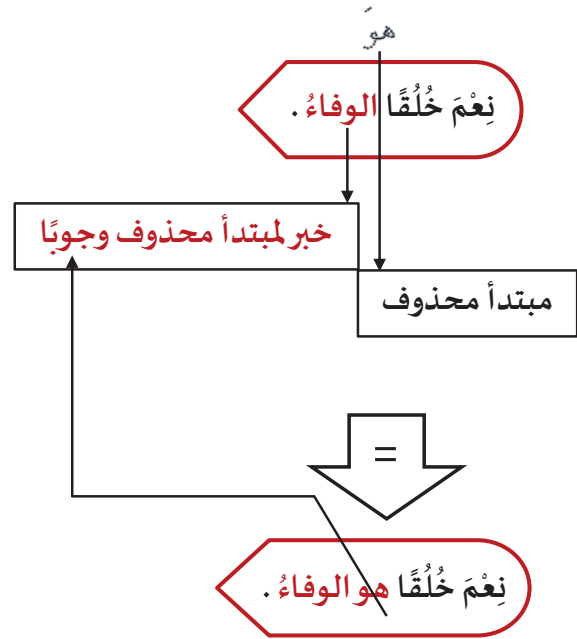 هوَ
نِعْمَ خُلُقًا الوفاءُ .
خبر لمبتدأ محذوف وجوبًا
مبتدأ محذوف
=
نِعْمَ خُلُقًا هو الوفاءُ .